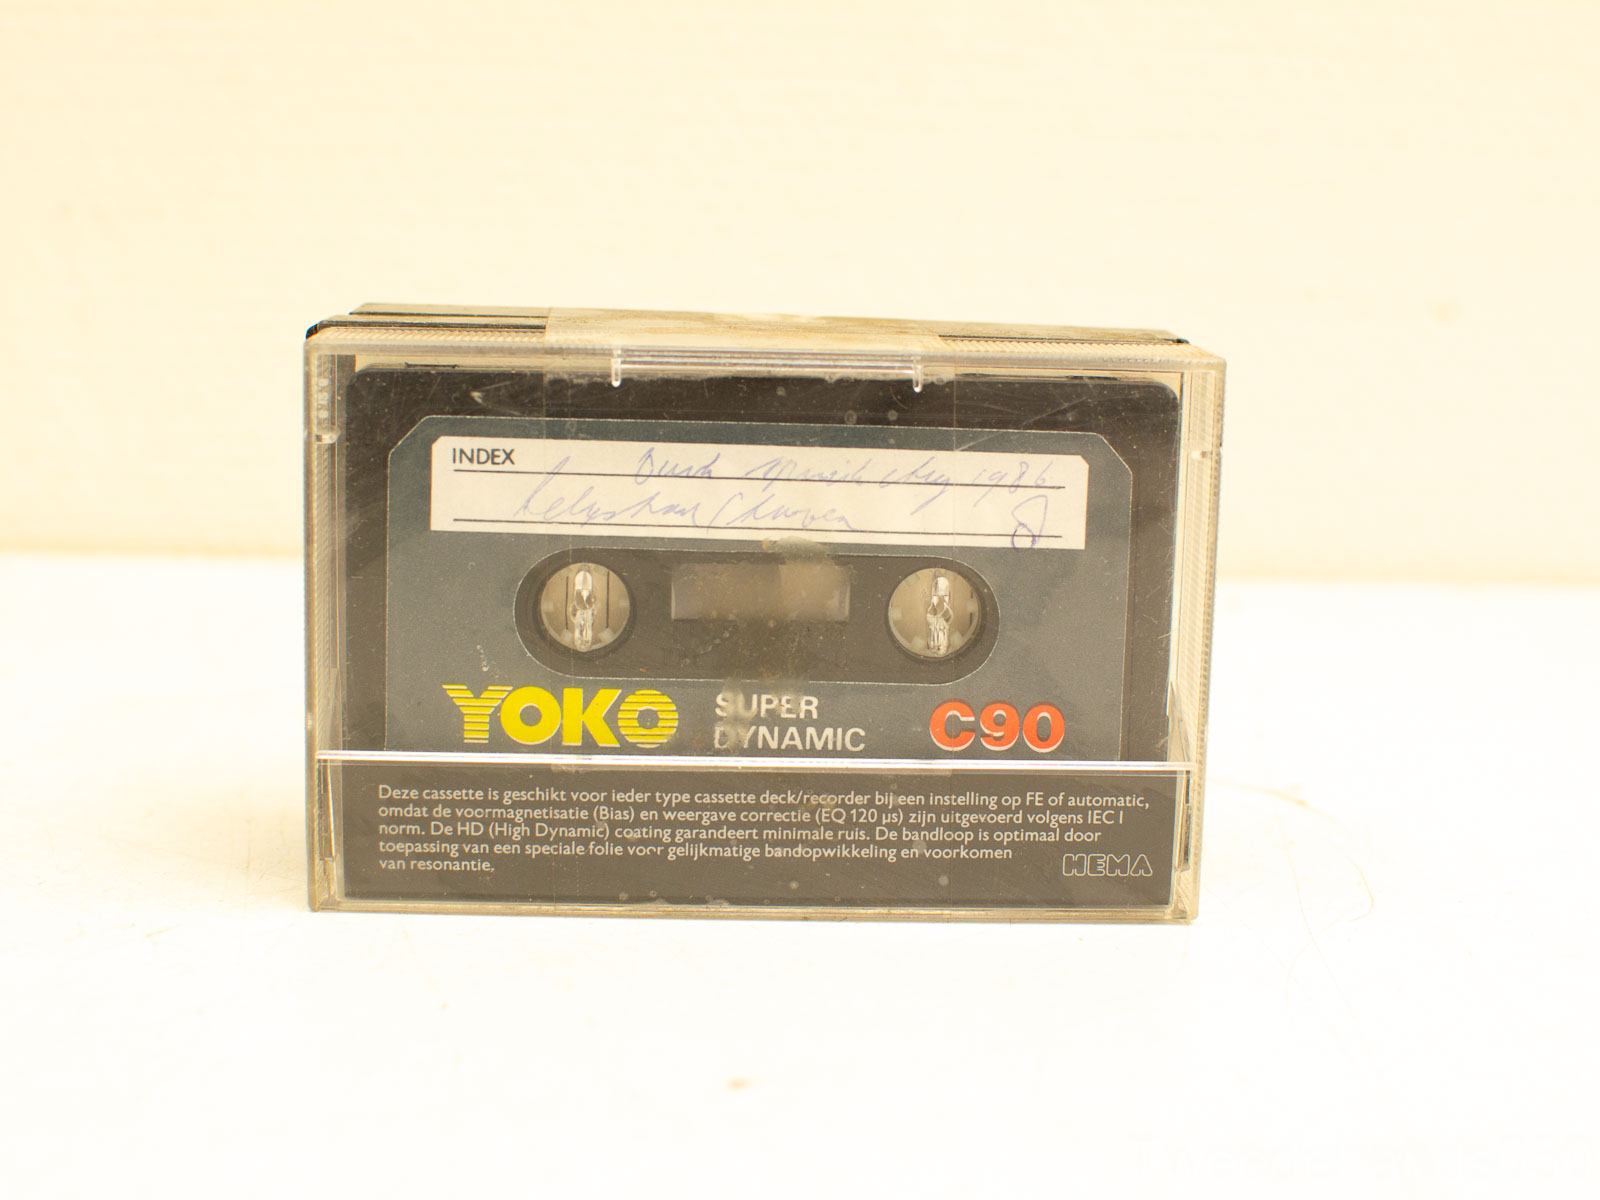 INDEX
1986
YOKO
SUPER
DYNAMIC
C90
Deze cassette is geschikt voor ieder type cassette deck/recorder bij een instelling op FE of automatic,
omdat de voormagnetisatie (Bias) en weergave correctie (EQ 120 µs) zijn uitgevoerd volgens IEC I
norm. De HD (High Dynamic) coating garandeert minimale ruis. De bandloop is optimaal door
toepassing van een speciale folie voor gelijkmatige bandopwikkeling en voorkomen
van resonantie,
HEMA